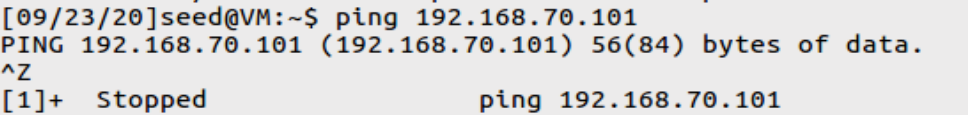 [09/23/20]seed@VM:~$ ping 192.168.70.101
PING 192.168.70.101 (192.168.70.101) 56(84) bytes of data.
^Z
[1]+  Stopped                 ping 192.168.70.101